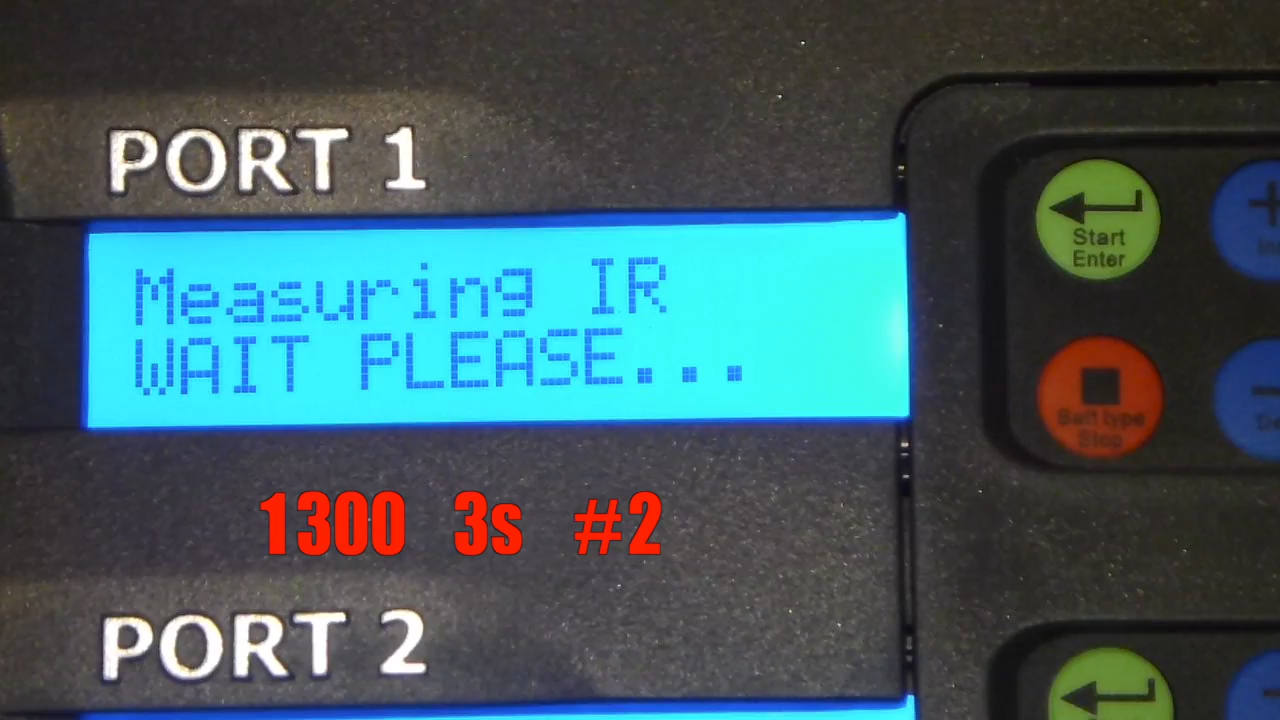 PORT 1
Measuring IR
WAIT PLEASE...
Start
Enter
Batt type
Stop
1300 3s #2
PORT 2